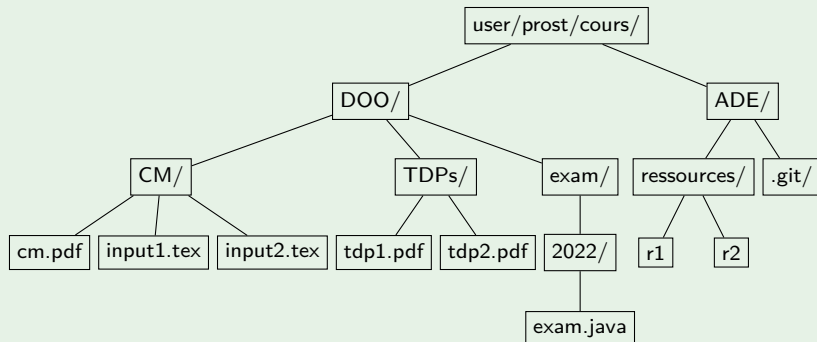 user/prost/cours/
DOO/
ADE/
CM/
TDPs/
exam/
ressources/
.git/
cm.pdf
input1.tex
input2.tex
tdp1.pdf
tdp2.pdf
2022/
r1
r2
exam.java